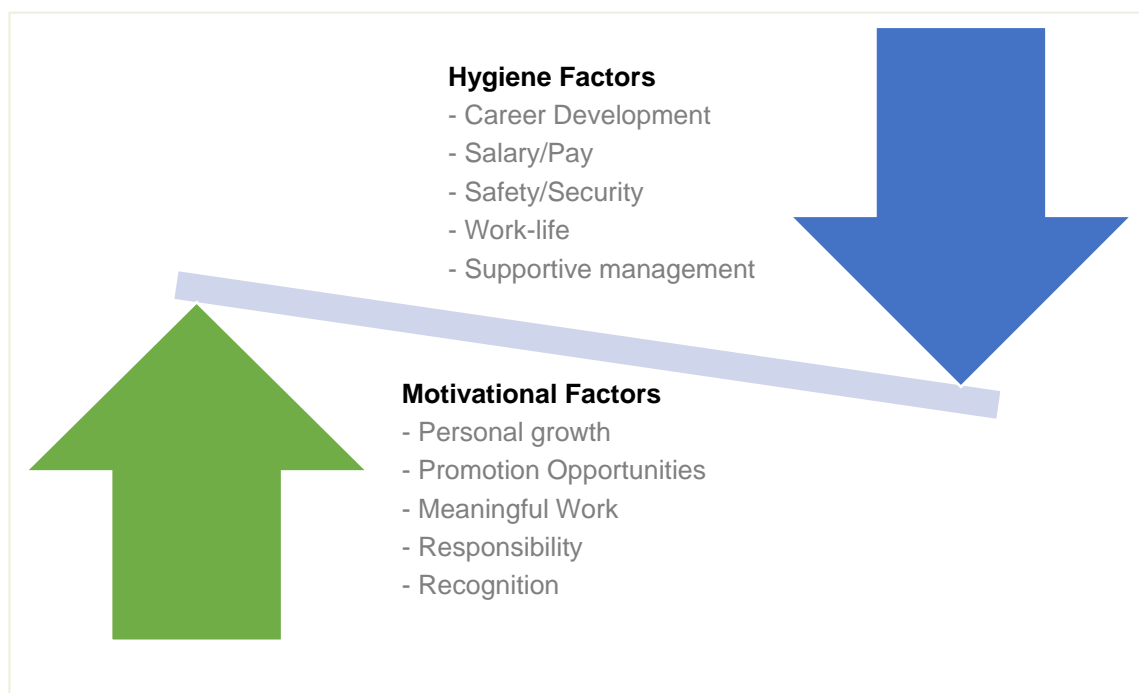 Hygiene Factors
- Career Development
- Salary/Pay
- Safety/Security
- Work-life
- Supportive management
Motivational Factors
- Personal growth
- Promotion Opportunities
- Meaningful Work
- Responsibility
- Recognition